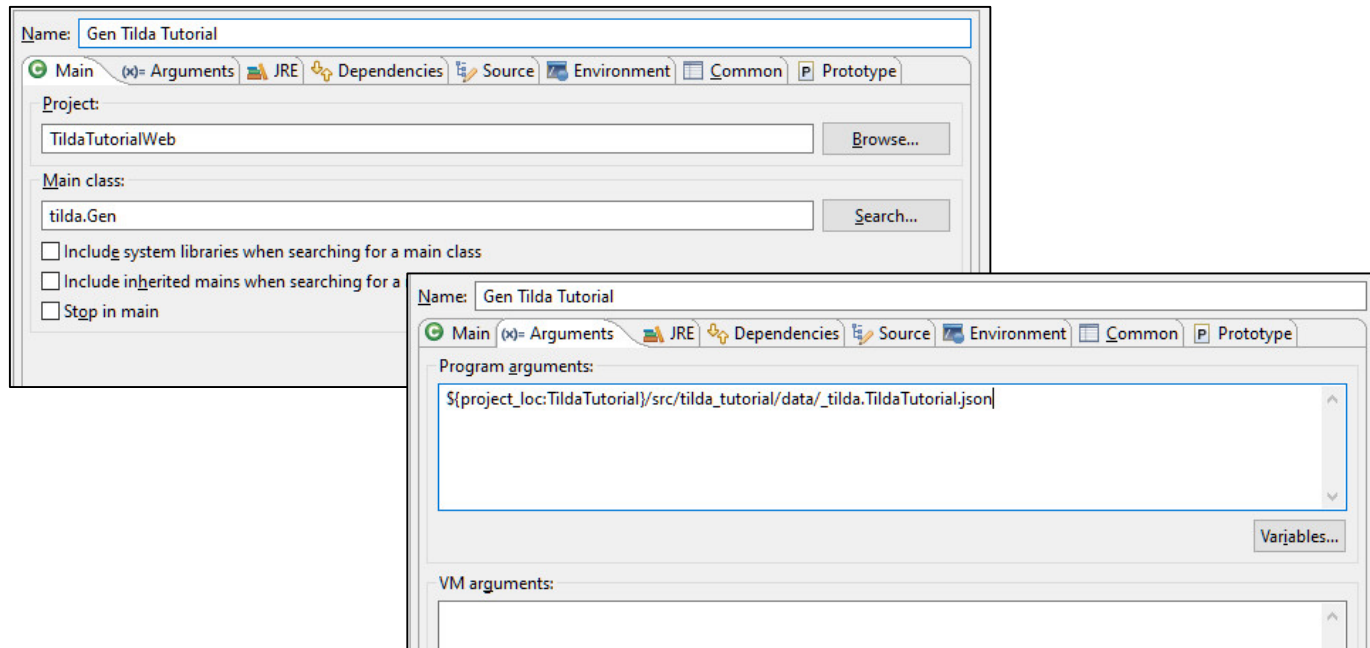 Name: Gen Tilda Tutorial
Main (x)= Arguments JRE Dependencies Source Environment Common Prototype
Project:
TildaTutorialWeb Browse...
Main class:
tilda.Gen Search...
Include system libraries when searching for a main class
Include inherited mains when searching for a
Stop in main
Name: Gen Tilda Tutorial
Main (x)= Arguments JRE Dependencies Source Environment Common Prototype
Program arguments:
${project_loc:TildaTutorial}/src/tilda_tutorial/data/_tilda.TildaTutorial.json
Variables...
VM arguments: